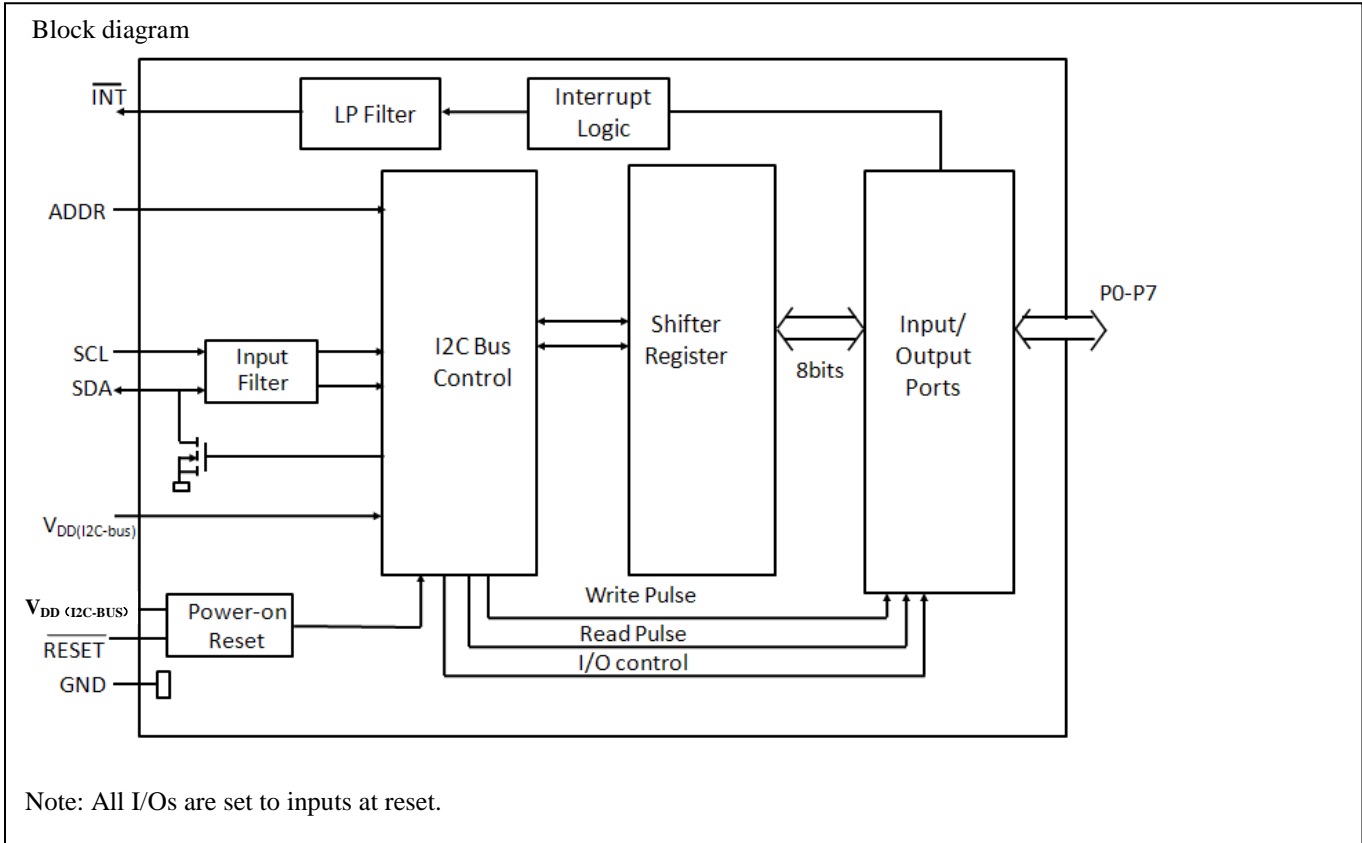 Block diagram
INT
LP Filter
Interrupt
Logic
ADDR
SCL
SDA
Input
Filter
I2C Bus
Control
Shifter
Register
8bits
Input/
Output
Ports
P0-P7
VDD(I2C-bus)
VDD (I2C-BUS)
RESET
GND
Power-on
Reset
Write Pulse
Read Pulse
I/O control
Note: All I/Os are set to inputs at reset.